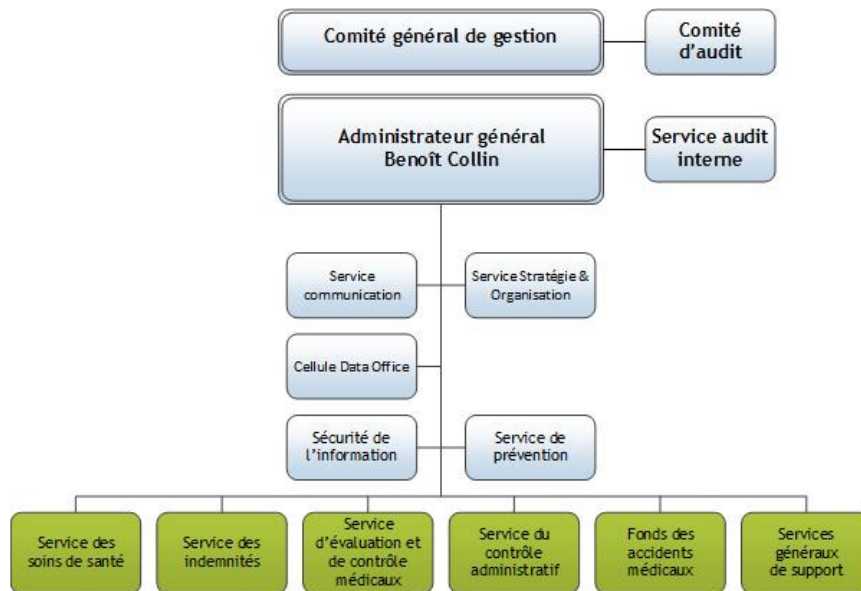 Comité général de gestion
Comité
d'audit
Administrateur général
Benoît Collin
Service audit
interne
Service
communication
Service Stratégie &
Organisation
Cellule Data Office
Sécurité de
l'information
Service de
prévention
Service des
soins de santé
Service des
indemnités
Service
d'évaluation et
de contrôle
médicaux
Service du
contrôle
administratif
Fonds des
accidents
médicaux
Services
généraux
de support